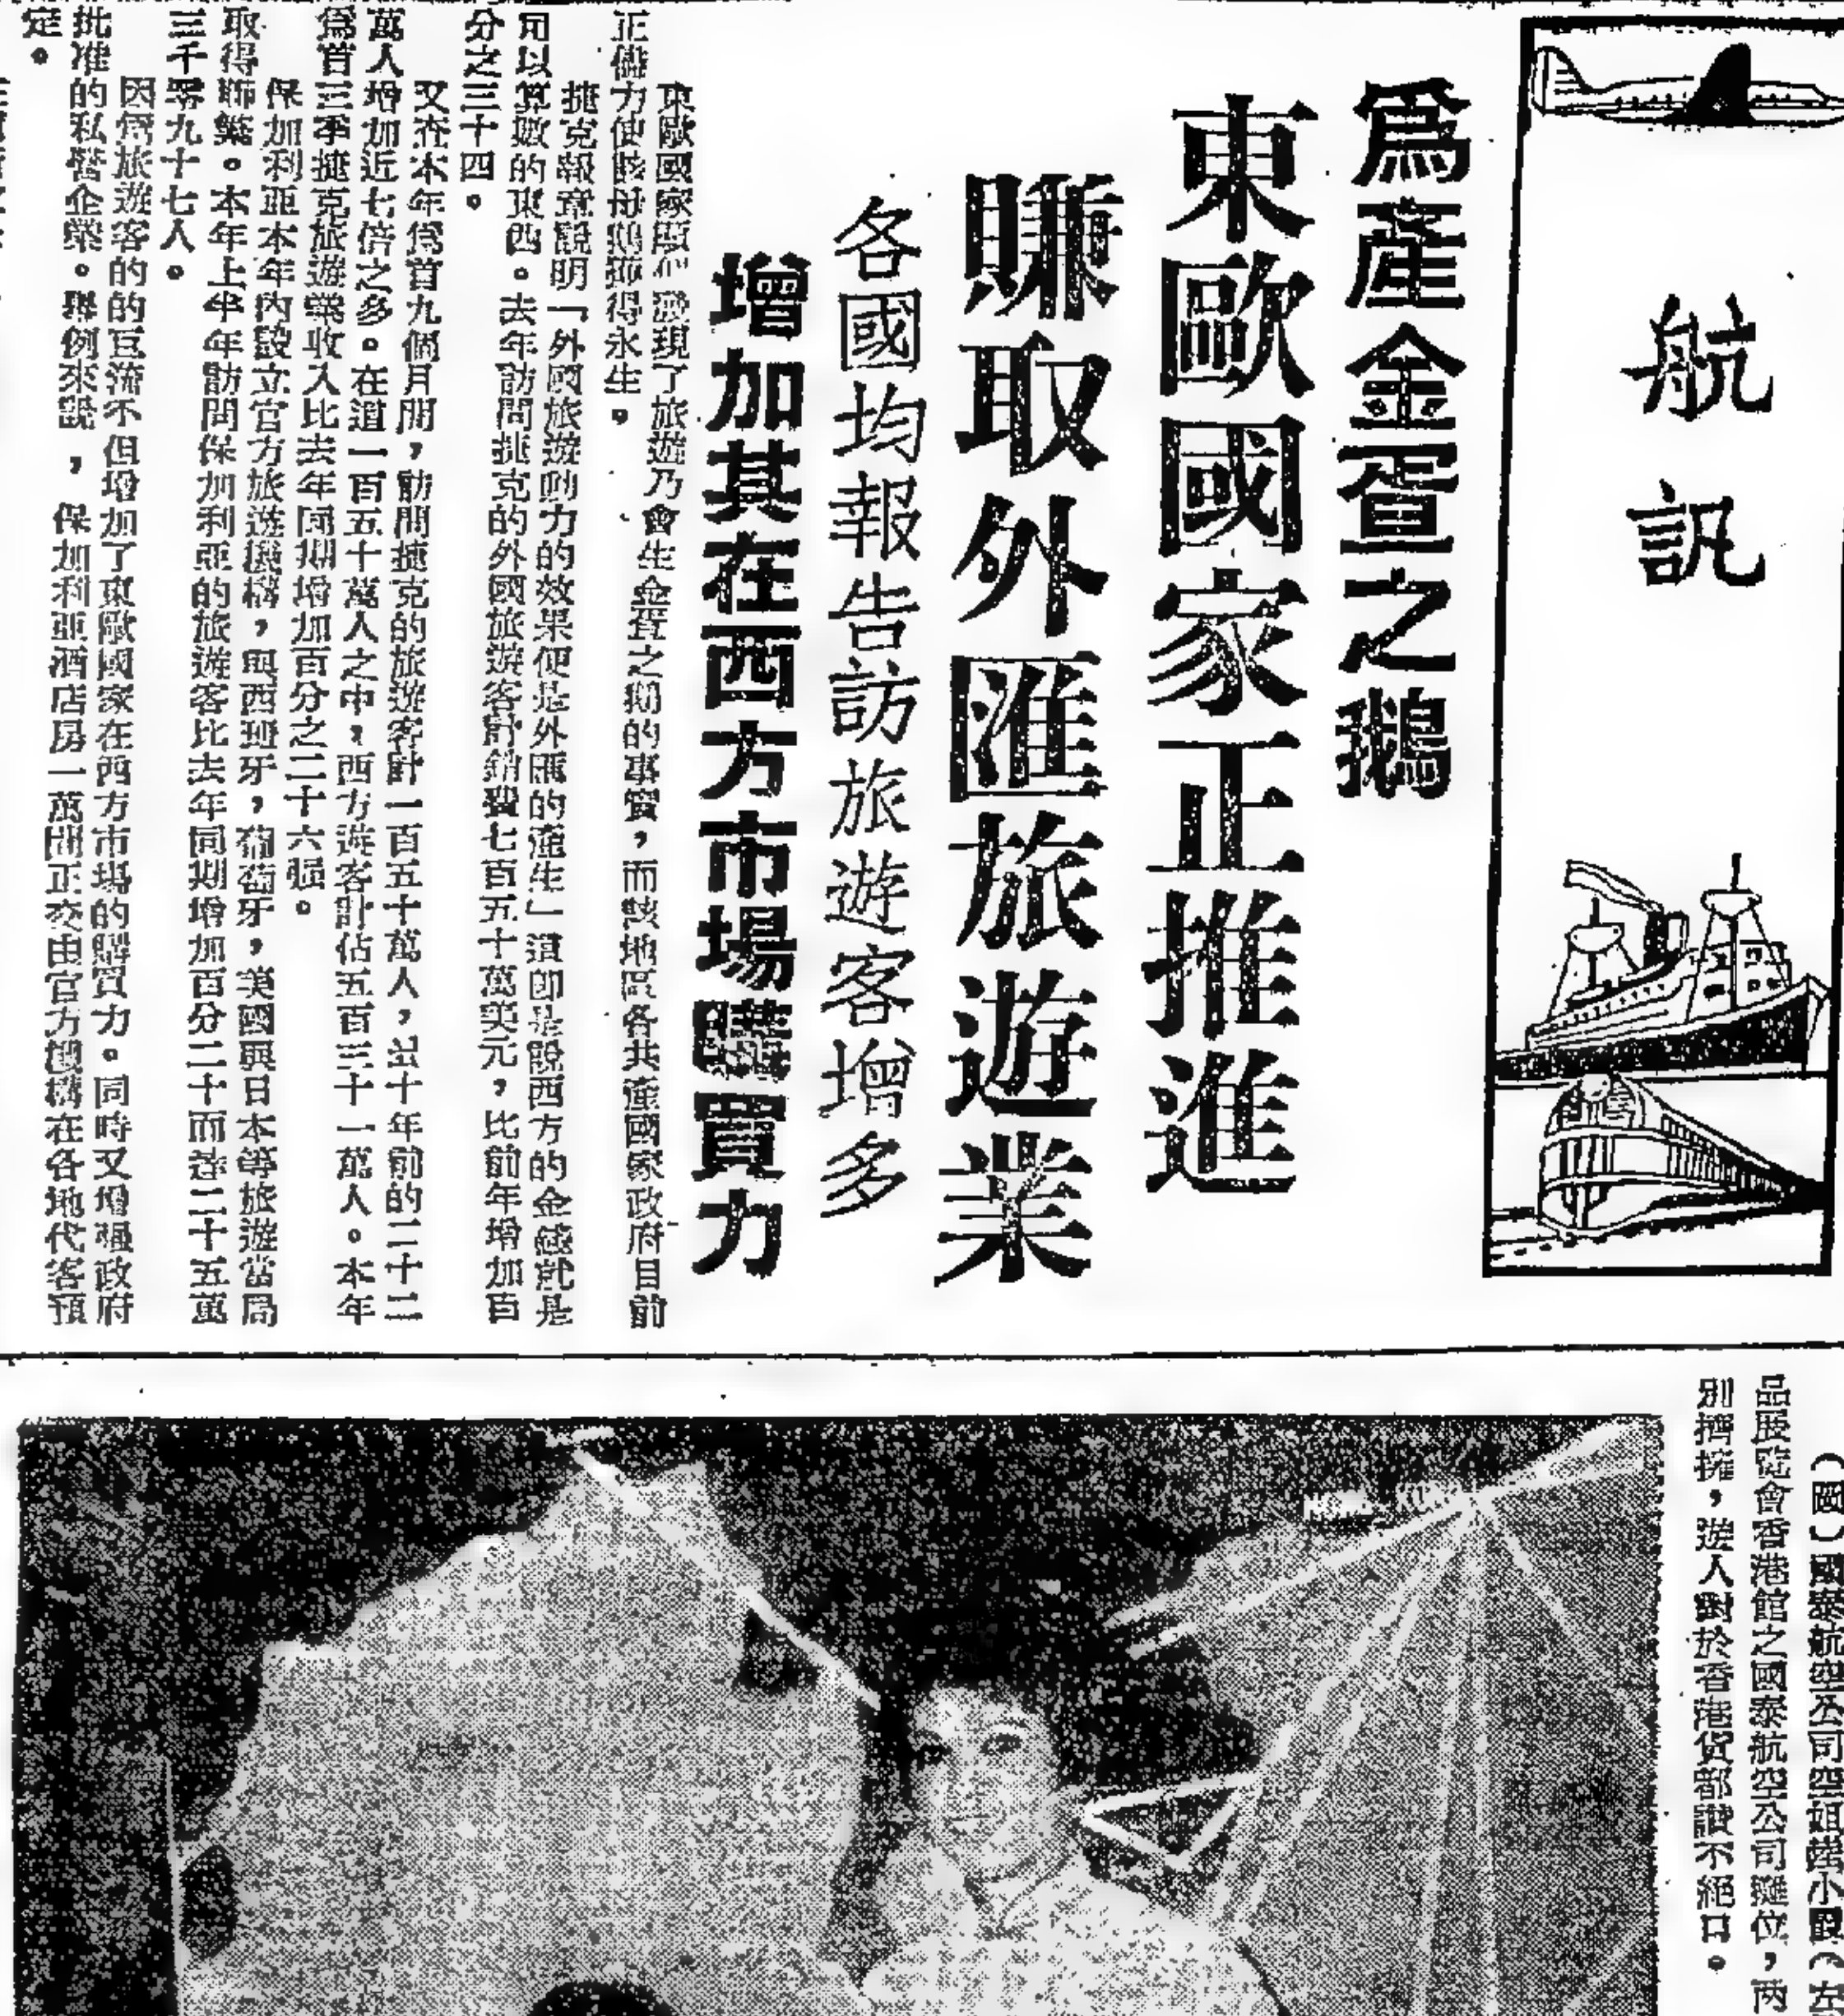 航訊
爲產金蛋之鵝
東歐國家正推進
賺取外匯旅遊業
各國均報告訪旅遊客增多
增加其在西方市場購買力
東歐國家顯 發現了旅遊乃會生金蛋之鵝的事實，而該地區各共產國家政府目前
正儘力使該母鵝獲得永生。
捷克報章說明「外國旅遊動力的效果便是外匯的產生」這即是說西方的金錢就是
可以算數的東西。去年訪問捷克的外國旅遊客計銷費七百五十萬美元，比前年增加百
分之三十四。
又在本年爲首九個月間，訪問捷克的旅遊客計一百五十萬人，以十年前的二十二
萬人增加近七倍之多。在這一百五十萬人之中，西方遊客計佔五百三十一萬人。本年
爲首三季捷克旅遊業收入比去年同期增加百分之二十六強。
保加利亞本年內設立官方旅遊機構，與西班牙，葡萄牙，美國與日本等旅遊當局
取得聯繫。本年上半年訪問保加利亞的旅遊客比去年同期增加百分二十而達二十五萬
三千零九十七人。
因爲旅遊客的的巨流不但增加了東歐國家在西方市場的購買力。同時又增強政府
批准的私營企業。舉例來說，保加利亞酒店房一萬間正交由官方機構在各地代客預
定。
（圖）國泰航空公司空姐 小 （左
品展覽會香港館之國泰航空公司攤位，两
別擠擁，遊人對於香港貨部讚不絕口。